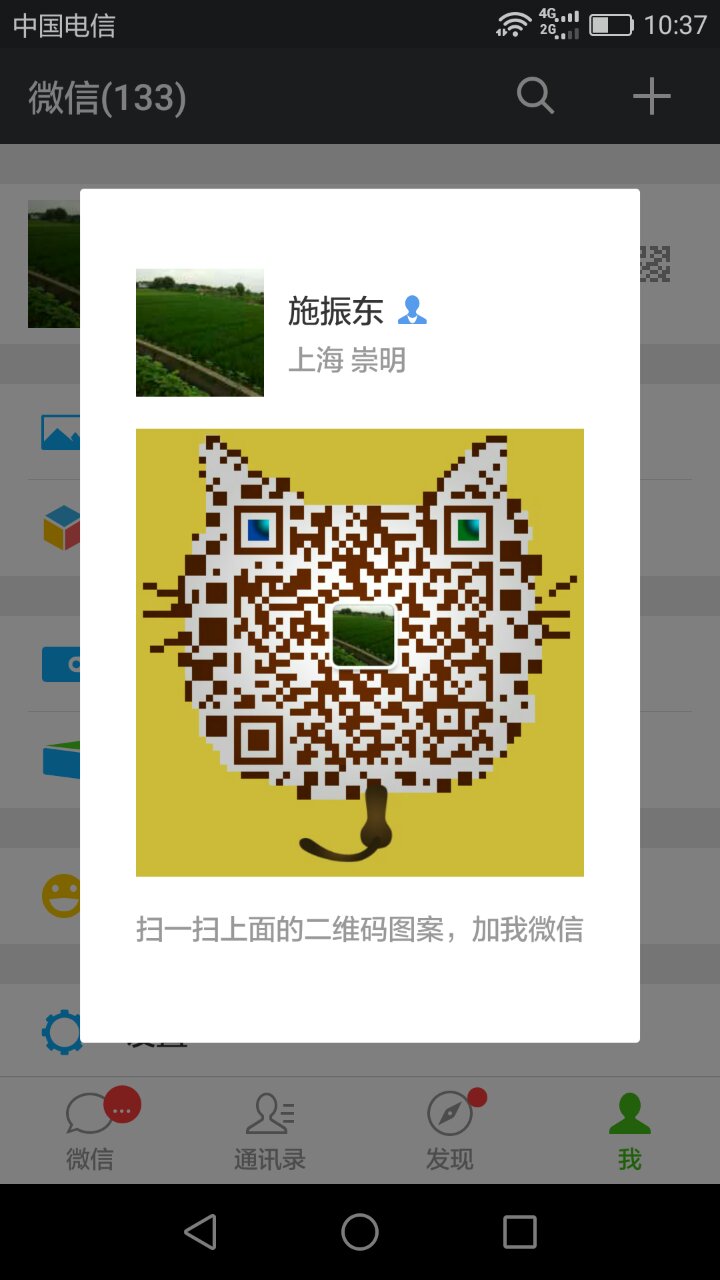 中国电信
4G
2G
10:37
微信(133)
施振东
上海 崇明
扫一扫上面的二维码图案，加我微信
设置
微信
通讯录
发现
我